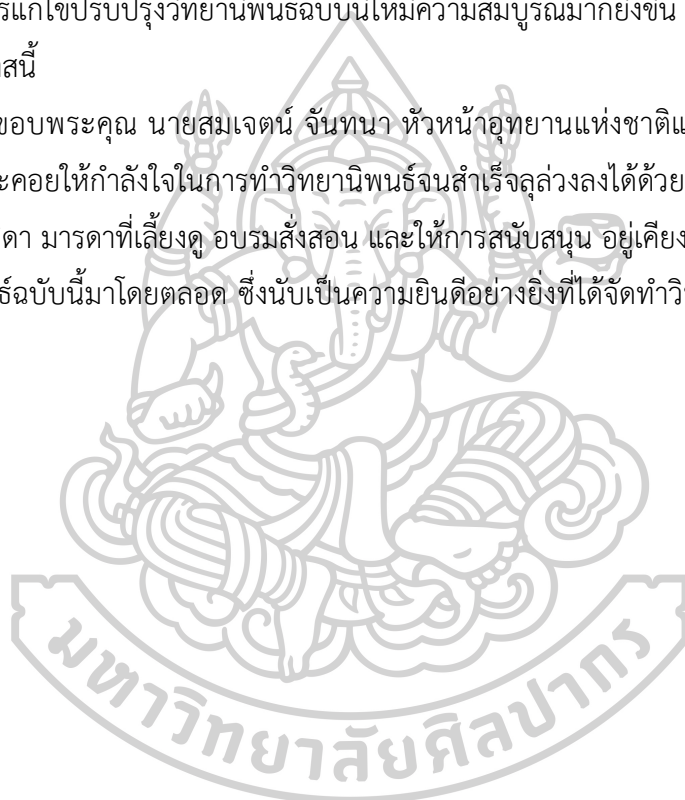 รแก้ไขปรับปรุงวิทยานิพนธ์ฉบับนี้ให้มีความสมบูรณ์มากยิ่งขึ้น
สนี้
ขอบพระคุณ นายสมเจตน์ จันทนา หัวหน้าอุทยานแห่งชาติแ
ะคอยให้กำลังใจในการทำวิทยานิพนธ์จนสำเร็จลุล่วงลงได้ด้วย
ดา มารดาที่เลี้ยงดู อบรมสั่งสอน และให้การสนับสนุน อยู่เคียง
ธ์ฉบับนี้มาโดยตลอด ซึ่งนับเป็นความยินดีอย่างยิ่งที่ได้จัดทำวิ
มหาวิทยาลัยศิลปากร